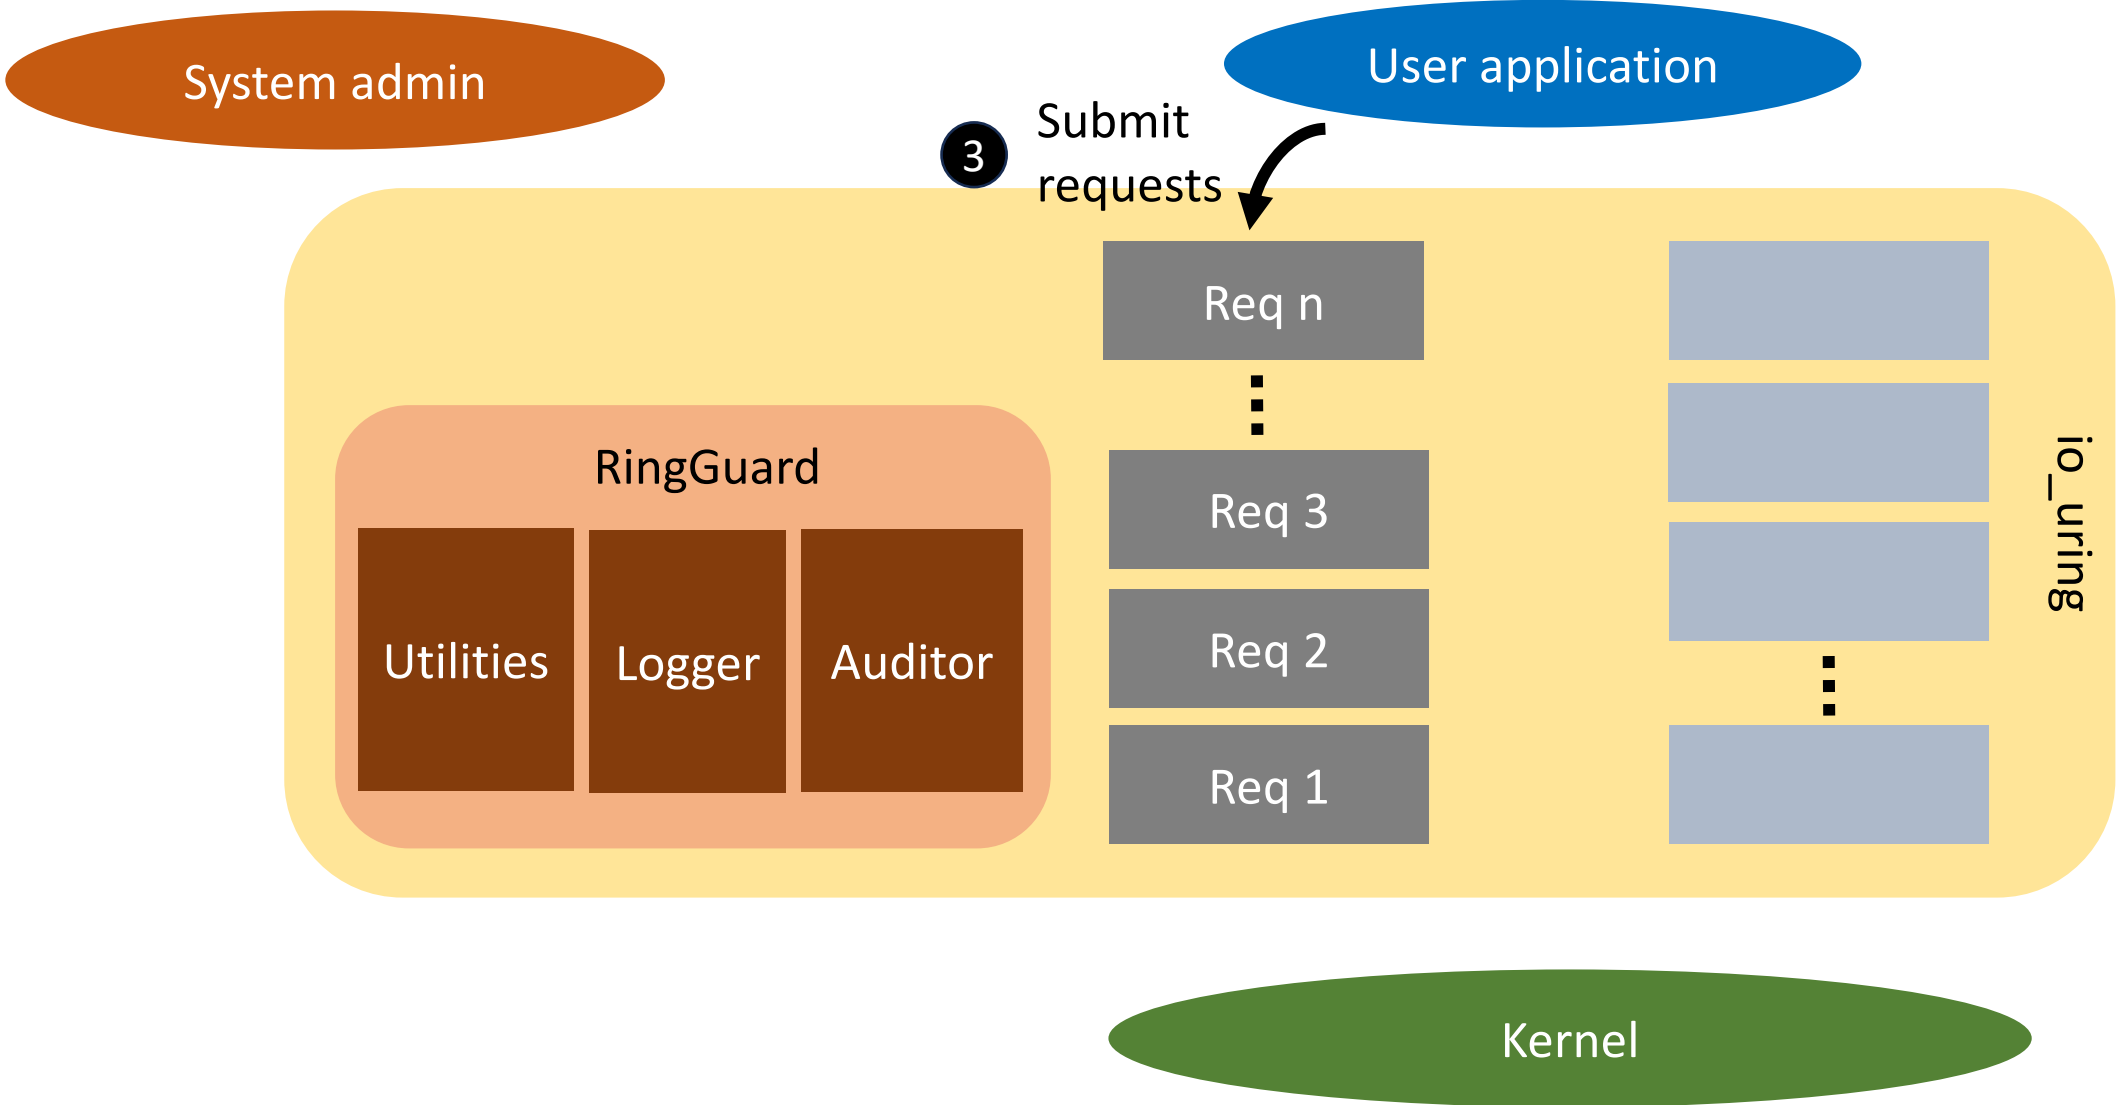 System admin
User application
3
Submit
requests
Req n
RingGuard
Req 3
Utilities
Logger
Auditor
Req 2
Req 1
io_uring
Kernel